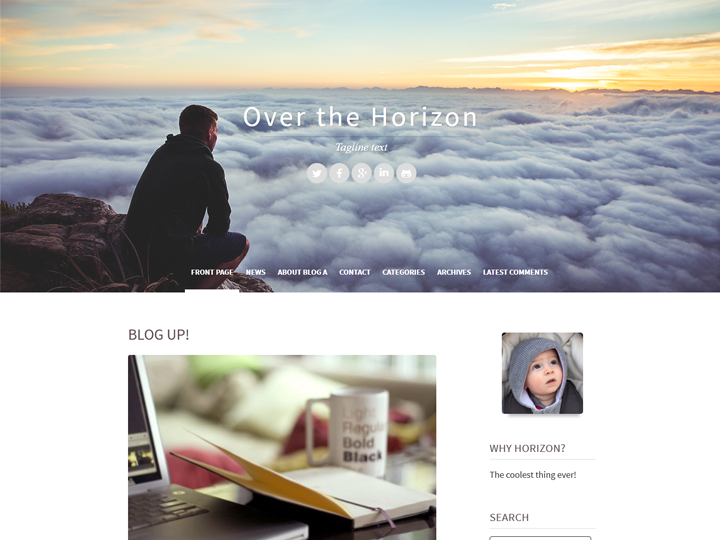 Over the Horizon
Tagline text
FRONT PAGE NEWS ABOUT BLOG A CONTACT CATEGORIES ARCHIVES LATEST COMMENTS
BLOG UP!
Light
Regular
Bold
Black
WHY HORIZON?
The coolest thing ever!
SEARCH